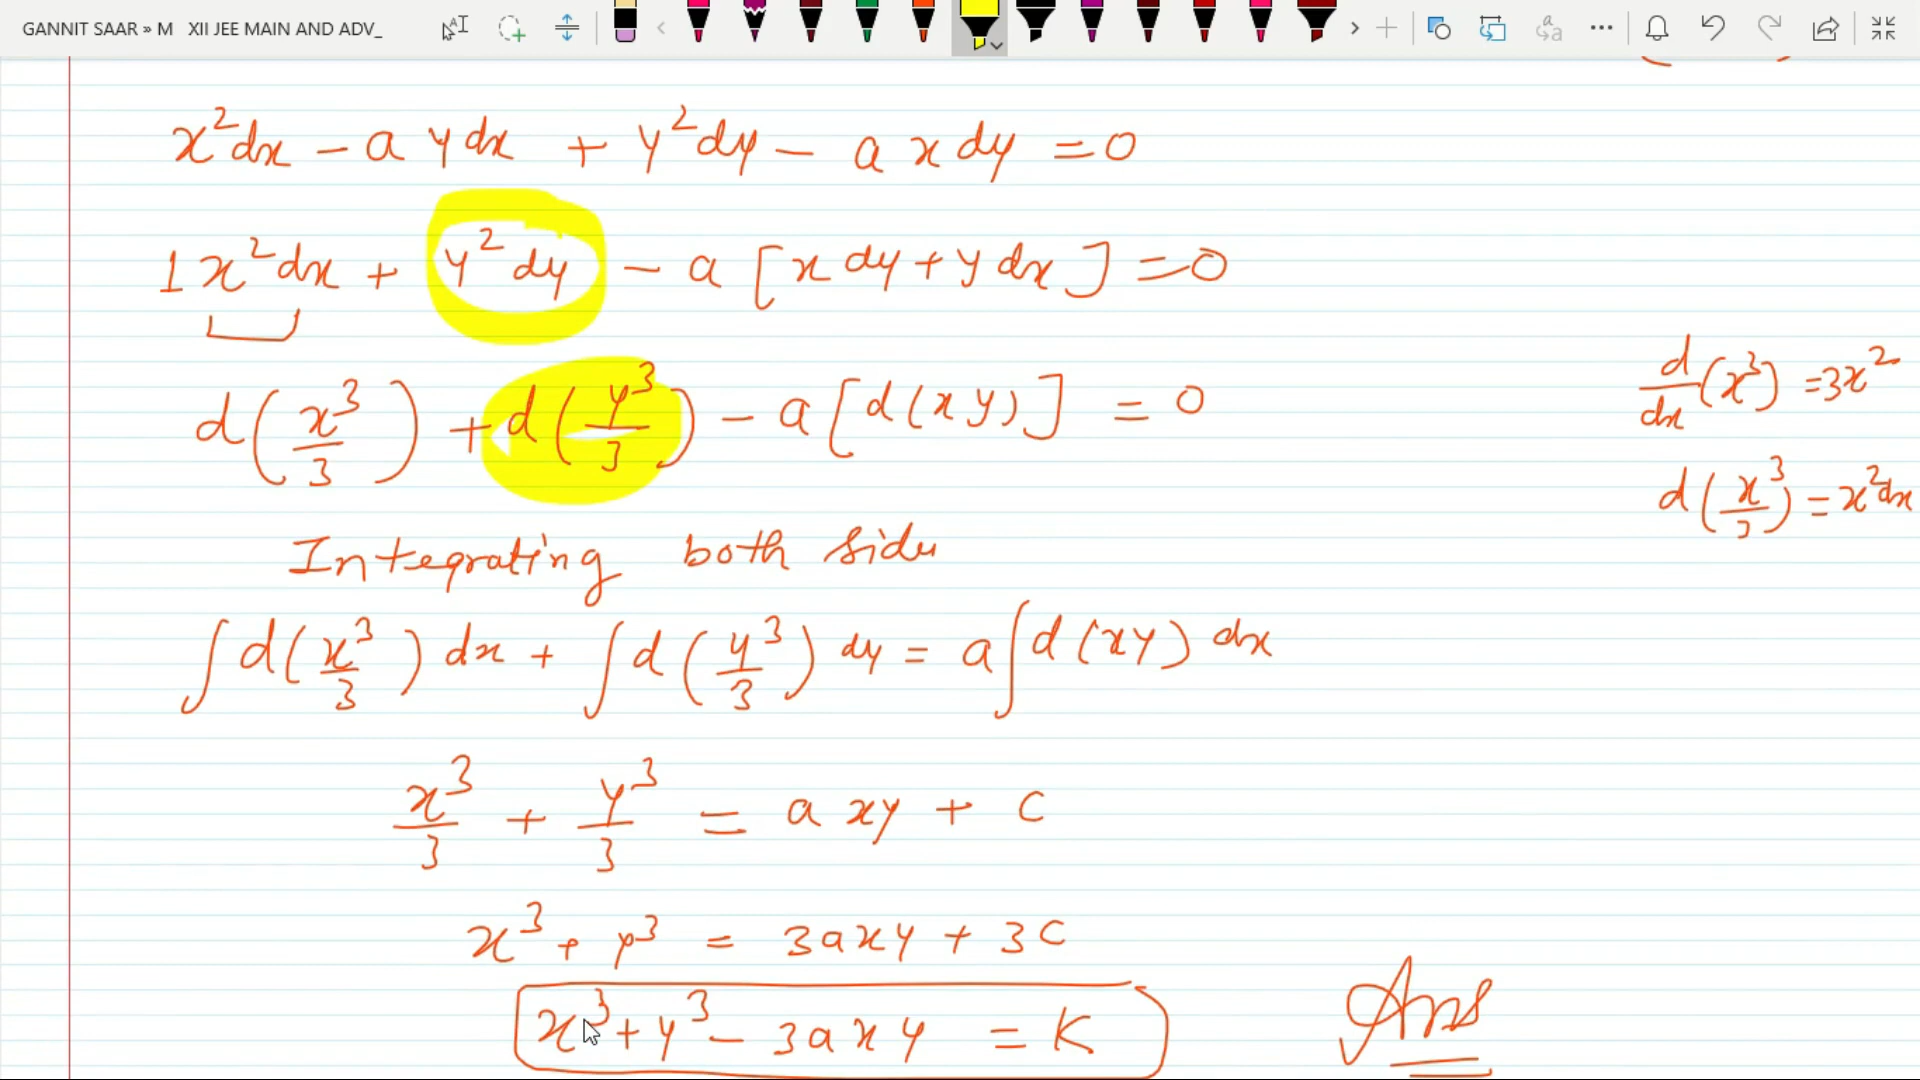 GANNIT SAAR » M XII JEE MAIN AND ADV_
x²dx - a y dx + y²dy - a x dy = 0
1 x²dx + y²dy - a [x dy + y dx] = 0
d(x³/3) + d(y³/3) - a[d(xy)] = 0
d/dx (x³) = 3x²
d(x³/3) = x²dx
Integrating both side
∫d(x³/3) dx + ∫d(y³/3) dy = a∫d(xy) dx
x³/3 + y³/3 = a xy + c
x³ + y³ = 3axy + 3c
x³ + y³ - 3axy = K
Ans